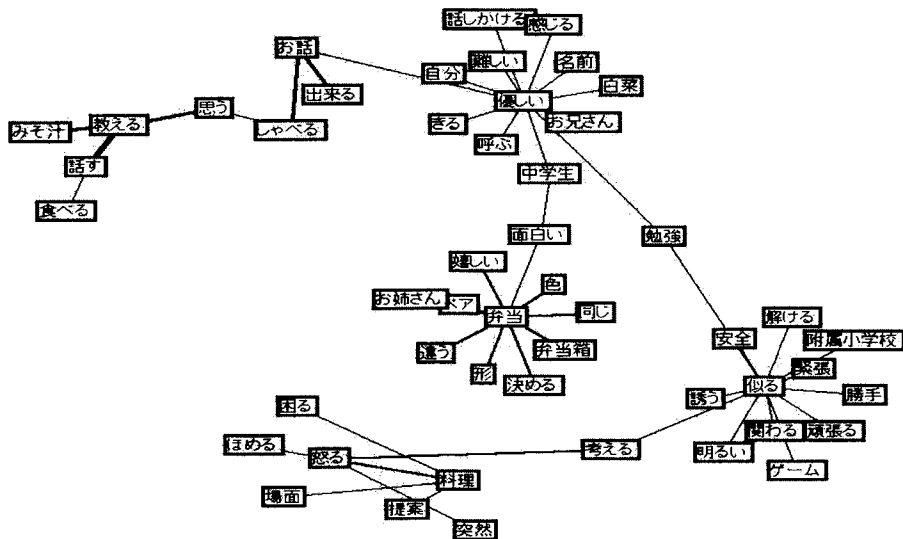 話しかける
感じる
お話
難しい
名前
自分
白菜
出来る
優しい
思う
きる
お兄さん
みそ汁
教える
しゃべる
呼ぶ
話す
中学生
食べる
面白い
勉強
嬉しい
色
お姉さん
弁当
同じ
解ける
安全
附属小学校
違う
弁当箱
緊張
形
決める
似る
勝手
誘う
困る
関わる
頑張る
ほめる
怒る
考える
明るい
ゲーム
料理
場面
提案
突然